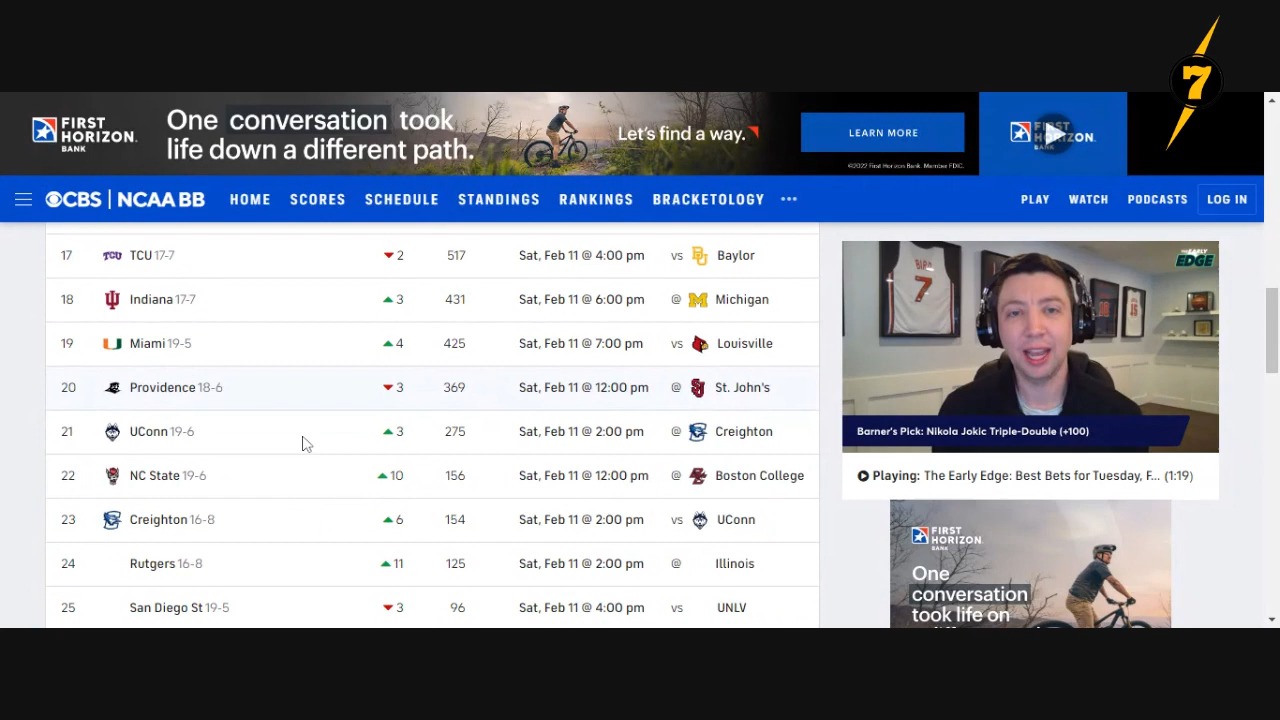 7
FIRST
HORIZON.
BANK
One conversation took
life down a different path.
Let's find a way.
LEARN MORE
©2022 First Horizon Bank. Member FDIC.
FIRST
HORIZON.
BANK
CBS | NCAA BB HOME SCORES SCHEDULE STANDINGS RANKINGS BRACKETOLOGY ••• PLAY WATCH PODCASTS LOG IN
17 TCU TCU 17-7 2 517 Sat, Feb 11 @ 4:00 pm vs BU Baylor
18 Indiana 17-7 3 431 Sat, Feb 11 @ 6:00 pm @ M Michigan
19 Miami 19-5 4 425 Sat, Feb 11 @ 7:00 pm vs Louisville
20 Providence 18-6 3 369 Sat, Feb 11 @ 12:00 pm @ St. John's
21 UConn 19-6 3 275 Sat, Feb 11 @ 2:00 pm @ Creighton
22 NC State 19-6 10 156 Sat, Feb 11 @ 12:00 pm @ Boston College
23 Creighton 16-8 6 154 Sat, Feb 11 @ 2:00 pm vs UConn
24 Rutgers 16-8 11 125 Sat, Feb 11 @ 2:00 pm @ Illinois
25 San Diego St 19-5 3 96 Sat, Feb 11 @ 4:00 pm vs UNLV
EDGE
BIRD
7
15
Barner's Pick: Nikola Jokic Triple-Double (+100)
Playing: The Early Edge: Best Bets for Tuesday, F... (1:19)
FIRST
HORIZON.
BANK
One
conversation
took life on